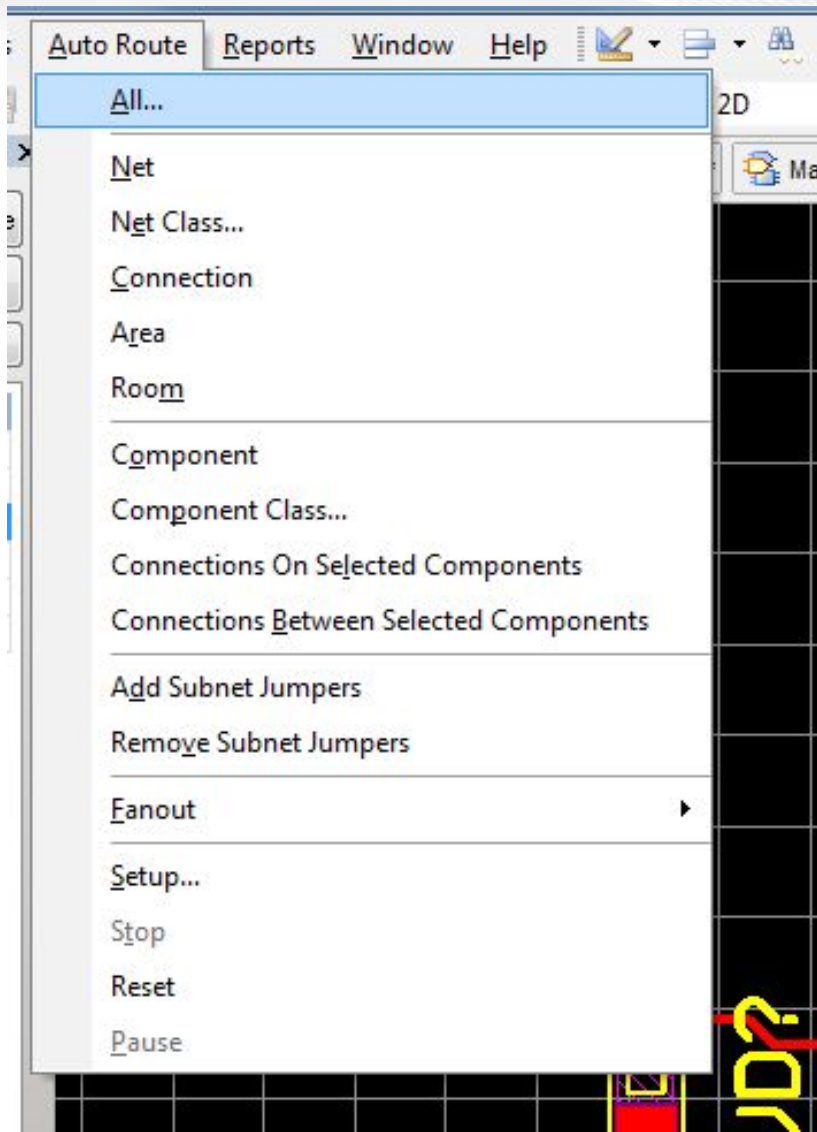 Auto Route Reports Window Help
All...
2D
Net
Net Class...
Connection
Area
Room
Component
Component Class...
Connections On Selected Components
Connections Between Selected Components
Add Subnet Jumpers
Remove Subnet Jumpers
Fanout
Setup...
Stop
Reset
Pause